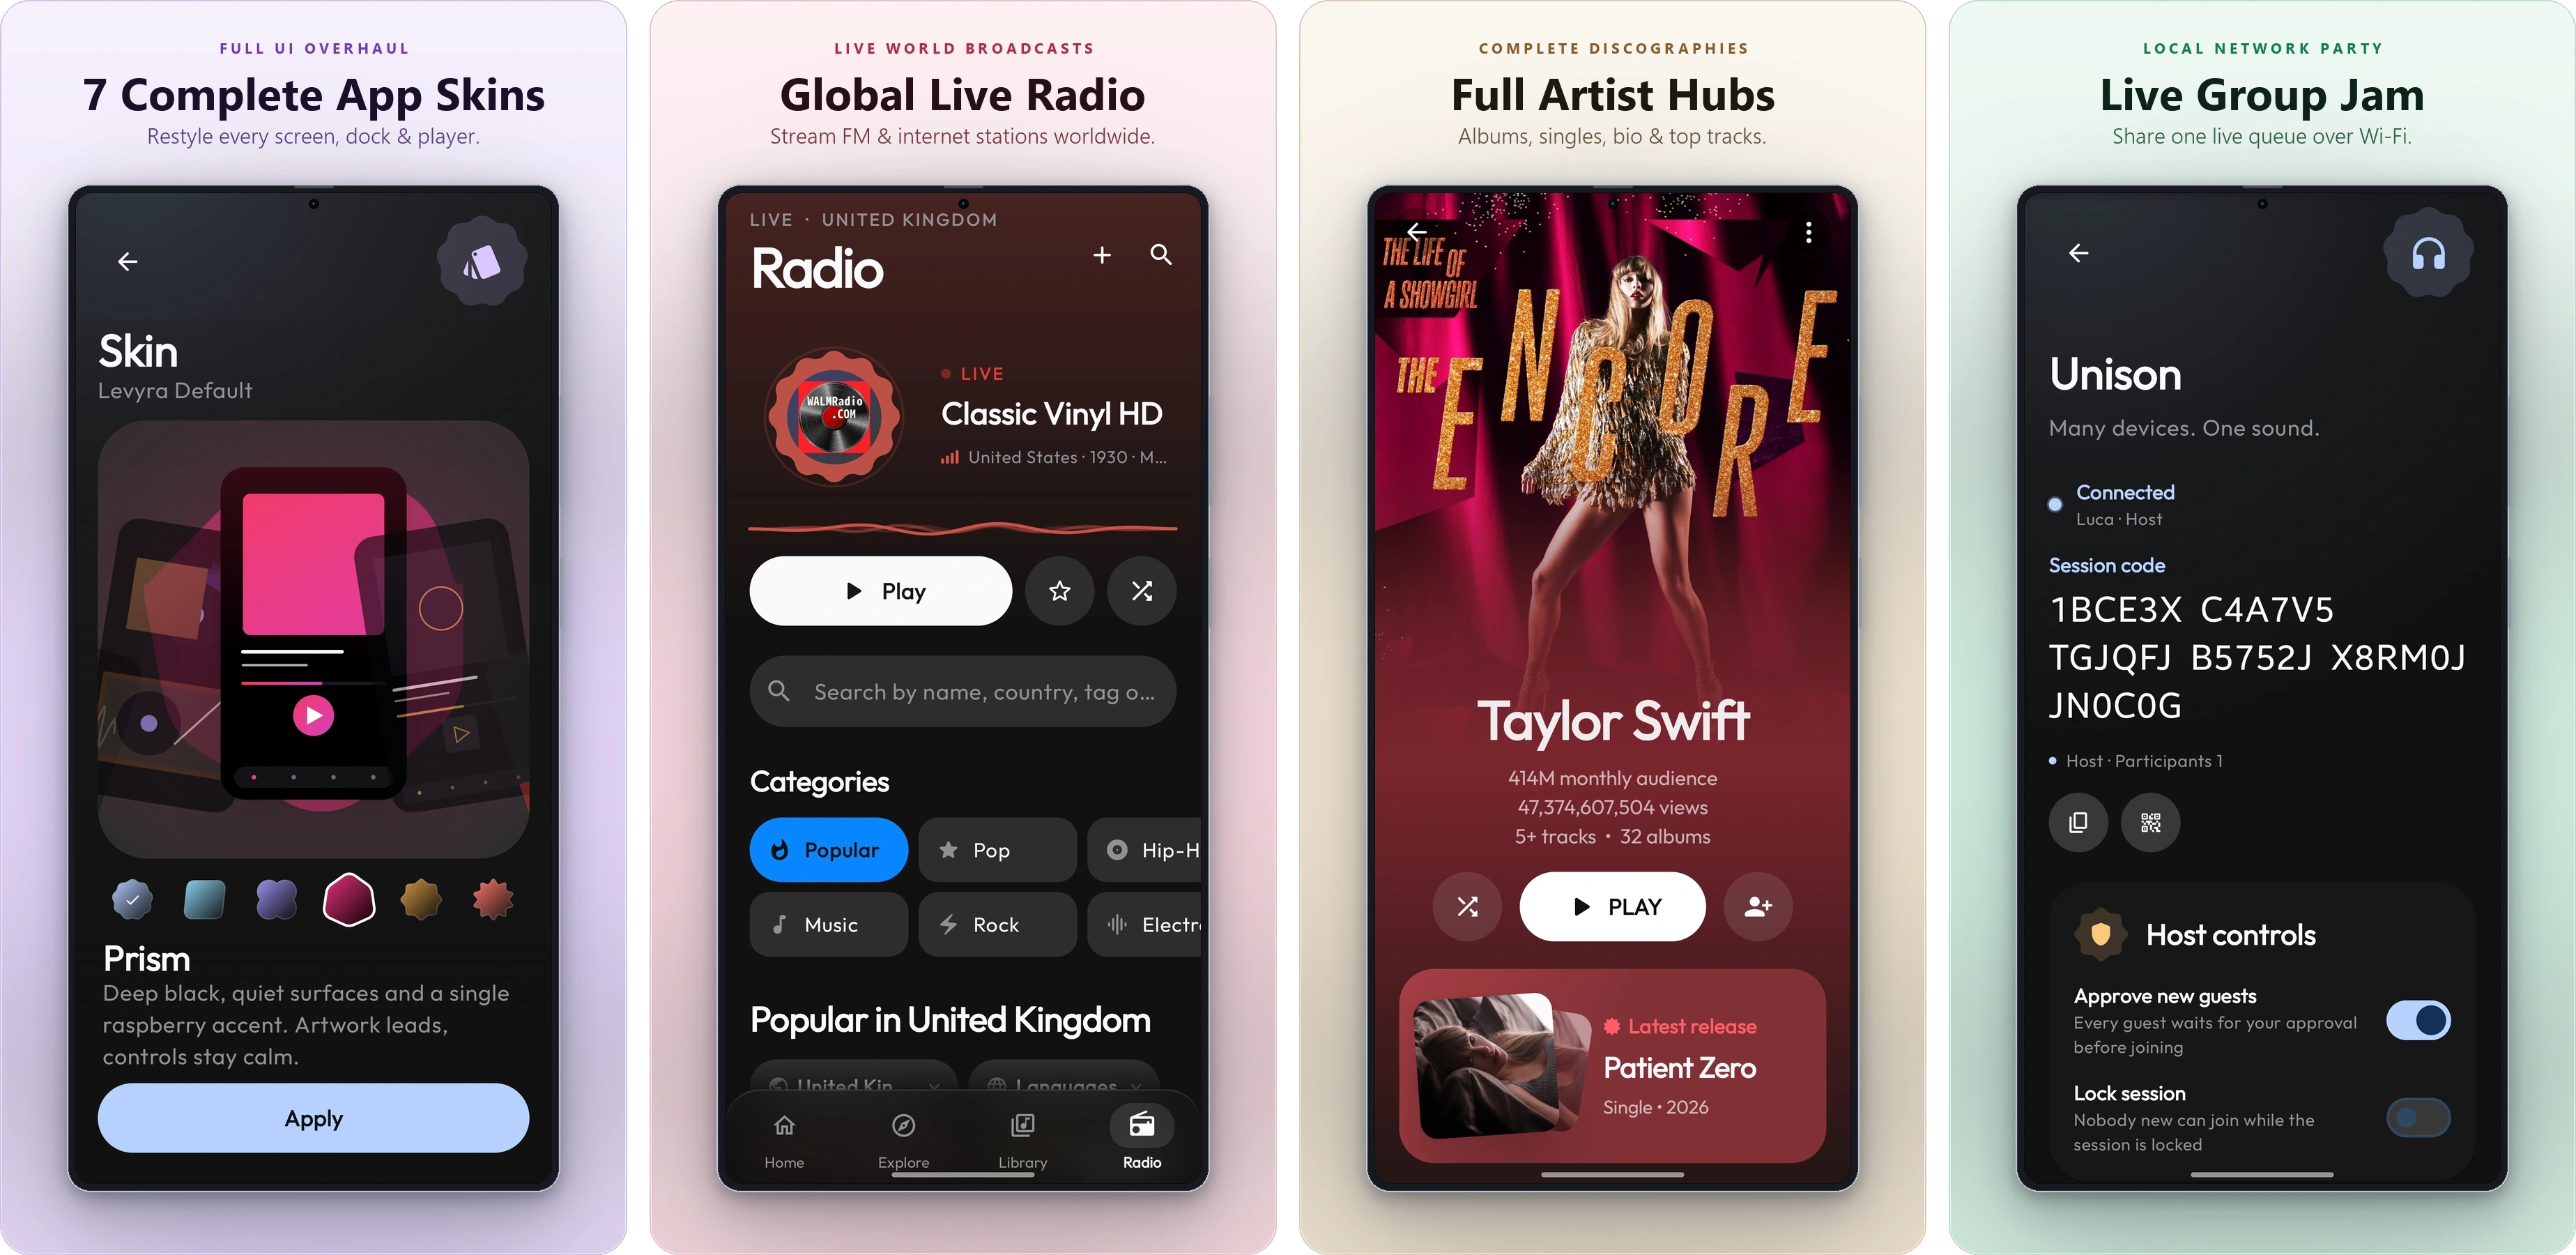 FULL UI OVERHAUL
7 Complete App Skins
Restyle every screen, dock & player.
Skin
Levyra Default
Prism
Deep black, quiet surfaces and a single
raspberry accent. Artwork leads,
controls stay calm.
Apply
LIVE WORLD BROADCASTS
Global Live Radio
Stream FM & internet stations worldwide.
LIVE · UNITED KINGDOM
Radio
WALMRadio
.COM
LIVE
Classic Vinyl HD
United States · 1930 · M...
Play
Search by name, country, tag o...
Categories
Popular
Pop
Hip-H
Music
Rock
Electr
Popular in United Kingdom
United Kin
Languages
Home
Explore
Library
Radio
COMPLETE DISCOGRAPHIES
Full Artist Hubs
Albums, singles, bio & top tracks.
THE LIFE OF
A SHOWGIRL
THE
ENCORE
Taylor Swift
414M monthly audience
47,374,607,504 views
5+ tracks • 32 albums
PLAY
Latest release
Patient Zero
Single • 2026
LOCAL NETWORK PARTY
Live Group Jam
Share one live queue over Wi-Fi.
Unison
Many devices. One sound.
Connected
Luca · Host
Session code
1BCE3X C4A7V5
TGJQFJ B5752J X8RM0J
JN0C0G
Host · Participants 1
Host controls
Approve new guests
Every guest waits for your approval
before joining
Lock session
Nobody new can join while the
session is locked